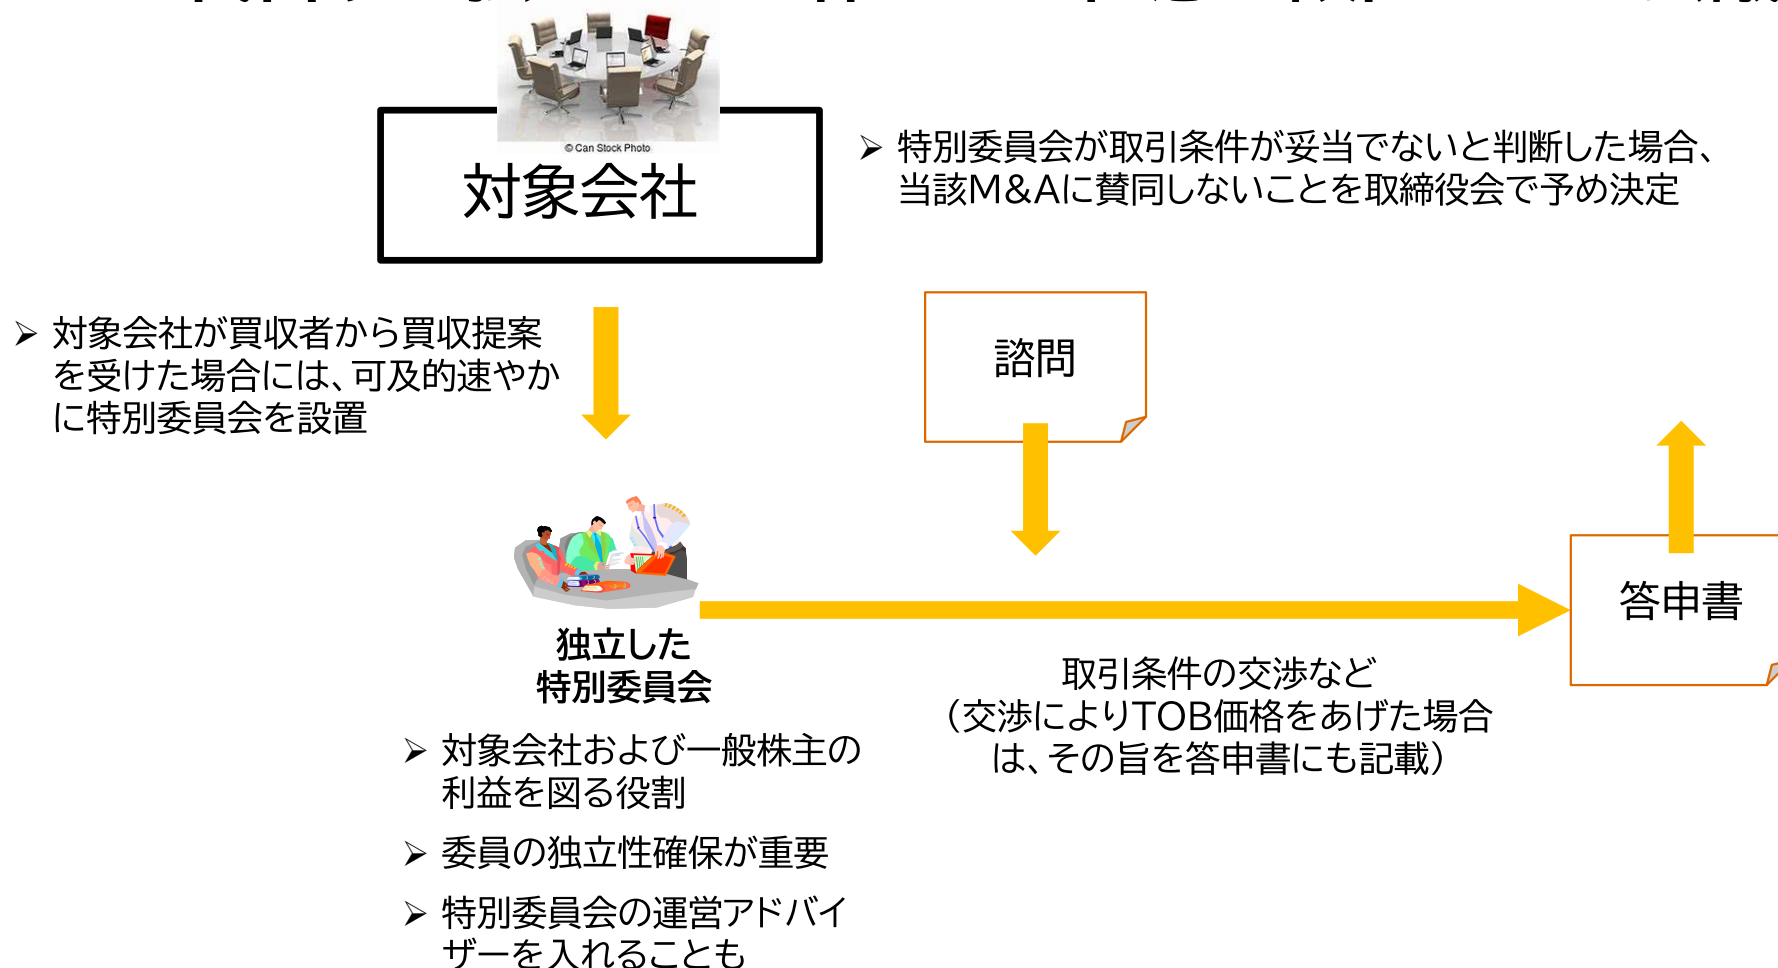 © Can Stock Photo
対象会社
➢ 特別委員会が取引条件が妥当でないと判断した場合、
当該M&Aに賛同しないことを取締役会で予め決定
➢ 対象会社が買収者から買収提案
を受けた場合には、可及的速やか
に特別委員会を設置
諮問
答申書
独立した
特別委員会
取引条件の交渉など
（交渉によりTOB価格をあげた場合
は、その旨を答申書にも記載）
➢ 対象会社および一般株主の
利益を図る役割
➢ 委員の独立性確保が重要
➢ 特別委員会の運営アドバイ
ザーを入れることも